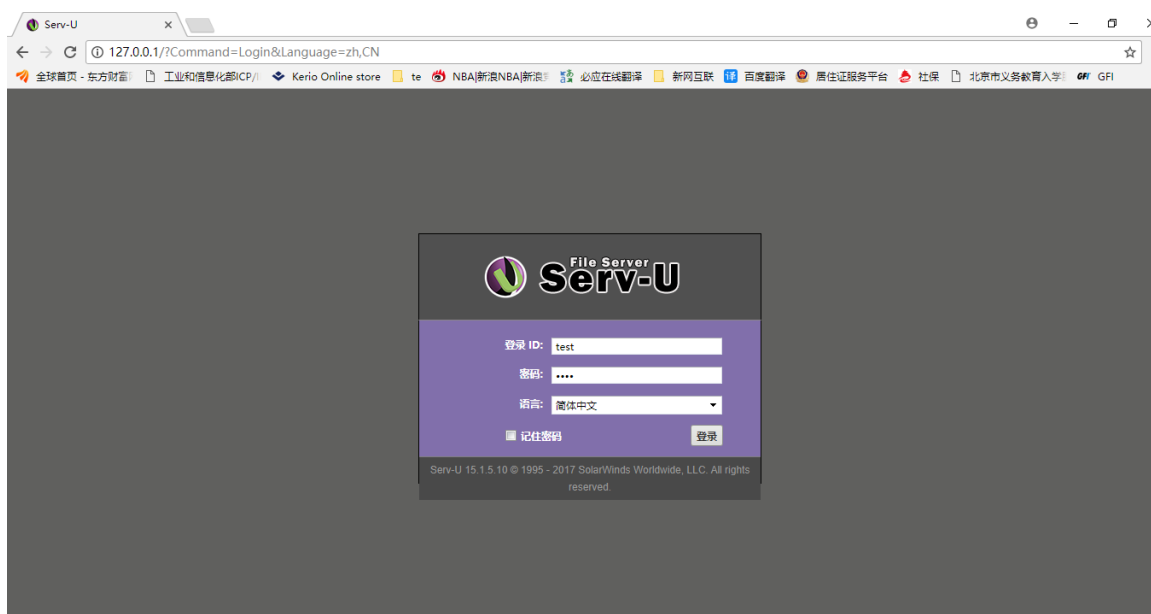 Serv-U
127.0.0.1/?Command=Login&Language=zh,CN
全球首页 - 东方财富 工业和信息化部ICP/I Kerio Online store te NBA|新浪NBA|新浪 必应在线翻译 新网互联 百度翻译 居住证服务平台 社保 北京市义务教育入学 GFI GFI
File Server
Serv-U
登录 ID: test
密码: ••••
语言: 简体中文
记住密码 登录
Serv-U 15.1.5.10 © 1995 - 2017 SolarWinds Worldwide, LLC. All rights
reserved.